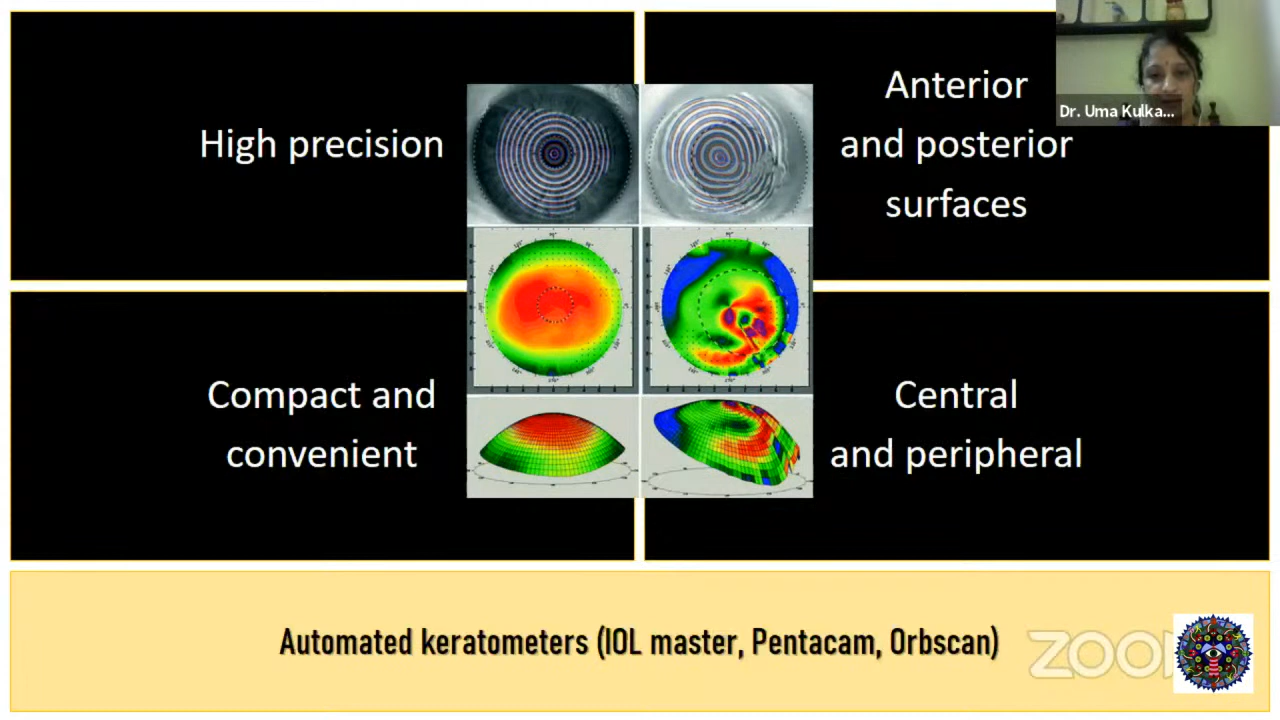 High precision
Anterior
and posterior
surfaces
Dr. Uma Kulka...
Compact and
convenient
Central
and peripheral
Automated keratometers (IOL master, Pentacam, Orbscan)
ZOO